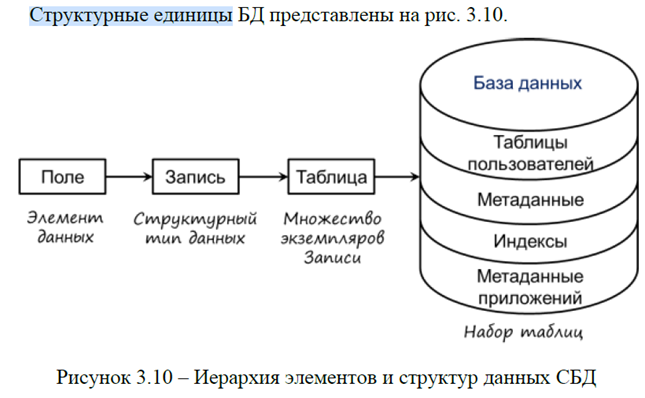 Структурные единицы БД представлены на рис. 3.10.
База данных
Таблицы
пользователей
Метаданные
Индексы
Метаданные
приложений
Набор таблиц
Поле
Запись
Таблица
Элемент
данных
Структурный
тип данных
Множество
экземпляров
Записи
Рисунок 3.10 – Иерархия элементов и структур данных СБД